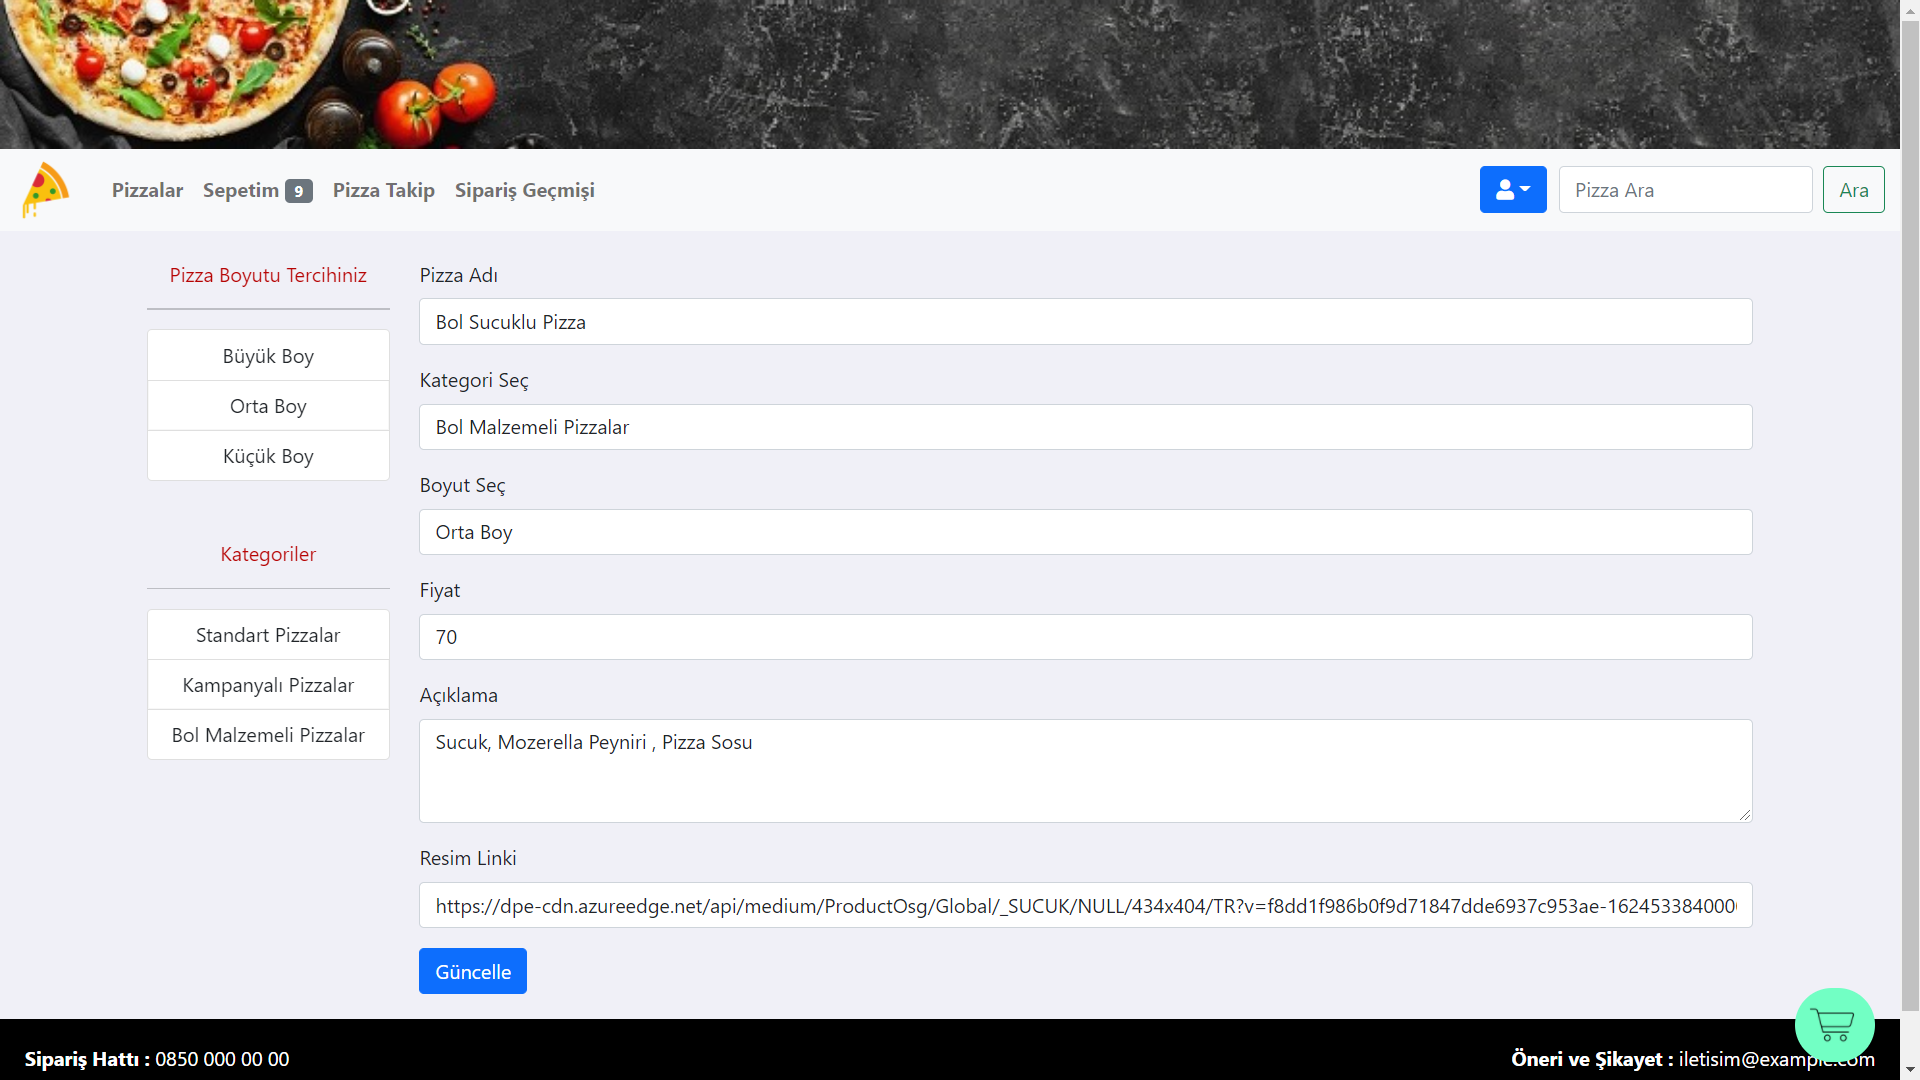 Pizzalar Sepetim 9 Pizza Takip Sipariş Geçmişi Pizza Ara Ara
Pizza Boyutu Tercihiniz
Büyük Boy
Orta Boy
Küçük Boy
Kategoriler
Standart Pizzalar
Kampanyalı Pizzalar
Bol Malzemeli Pizzalar
Pizza Adı
Bol Sucuklu Pizza
Kategori Seç
Bol Malzemeli Pizzalar
Boyut Seç
Orta Boy
Fiyat
70
Açıklama
Sucuk, Mozerella Peyniri , Pizza Sosu
Resim Linki
https://dpe-cdn.azureedge.net/api/medium/ProductOsg/Global/_SUCUK/NULL/434x404/TR?v=f8dd1f986b0f9d71847dde6937c953ae-162453384000
Güncelle
Sipariş Hattı : 0850 000 00 00
Öneri ve Şikayet : iletisim@example.com